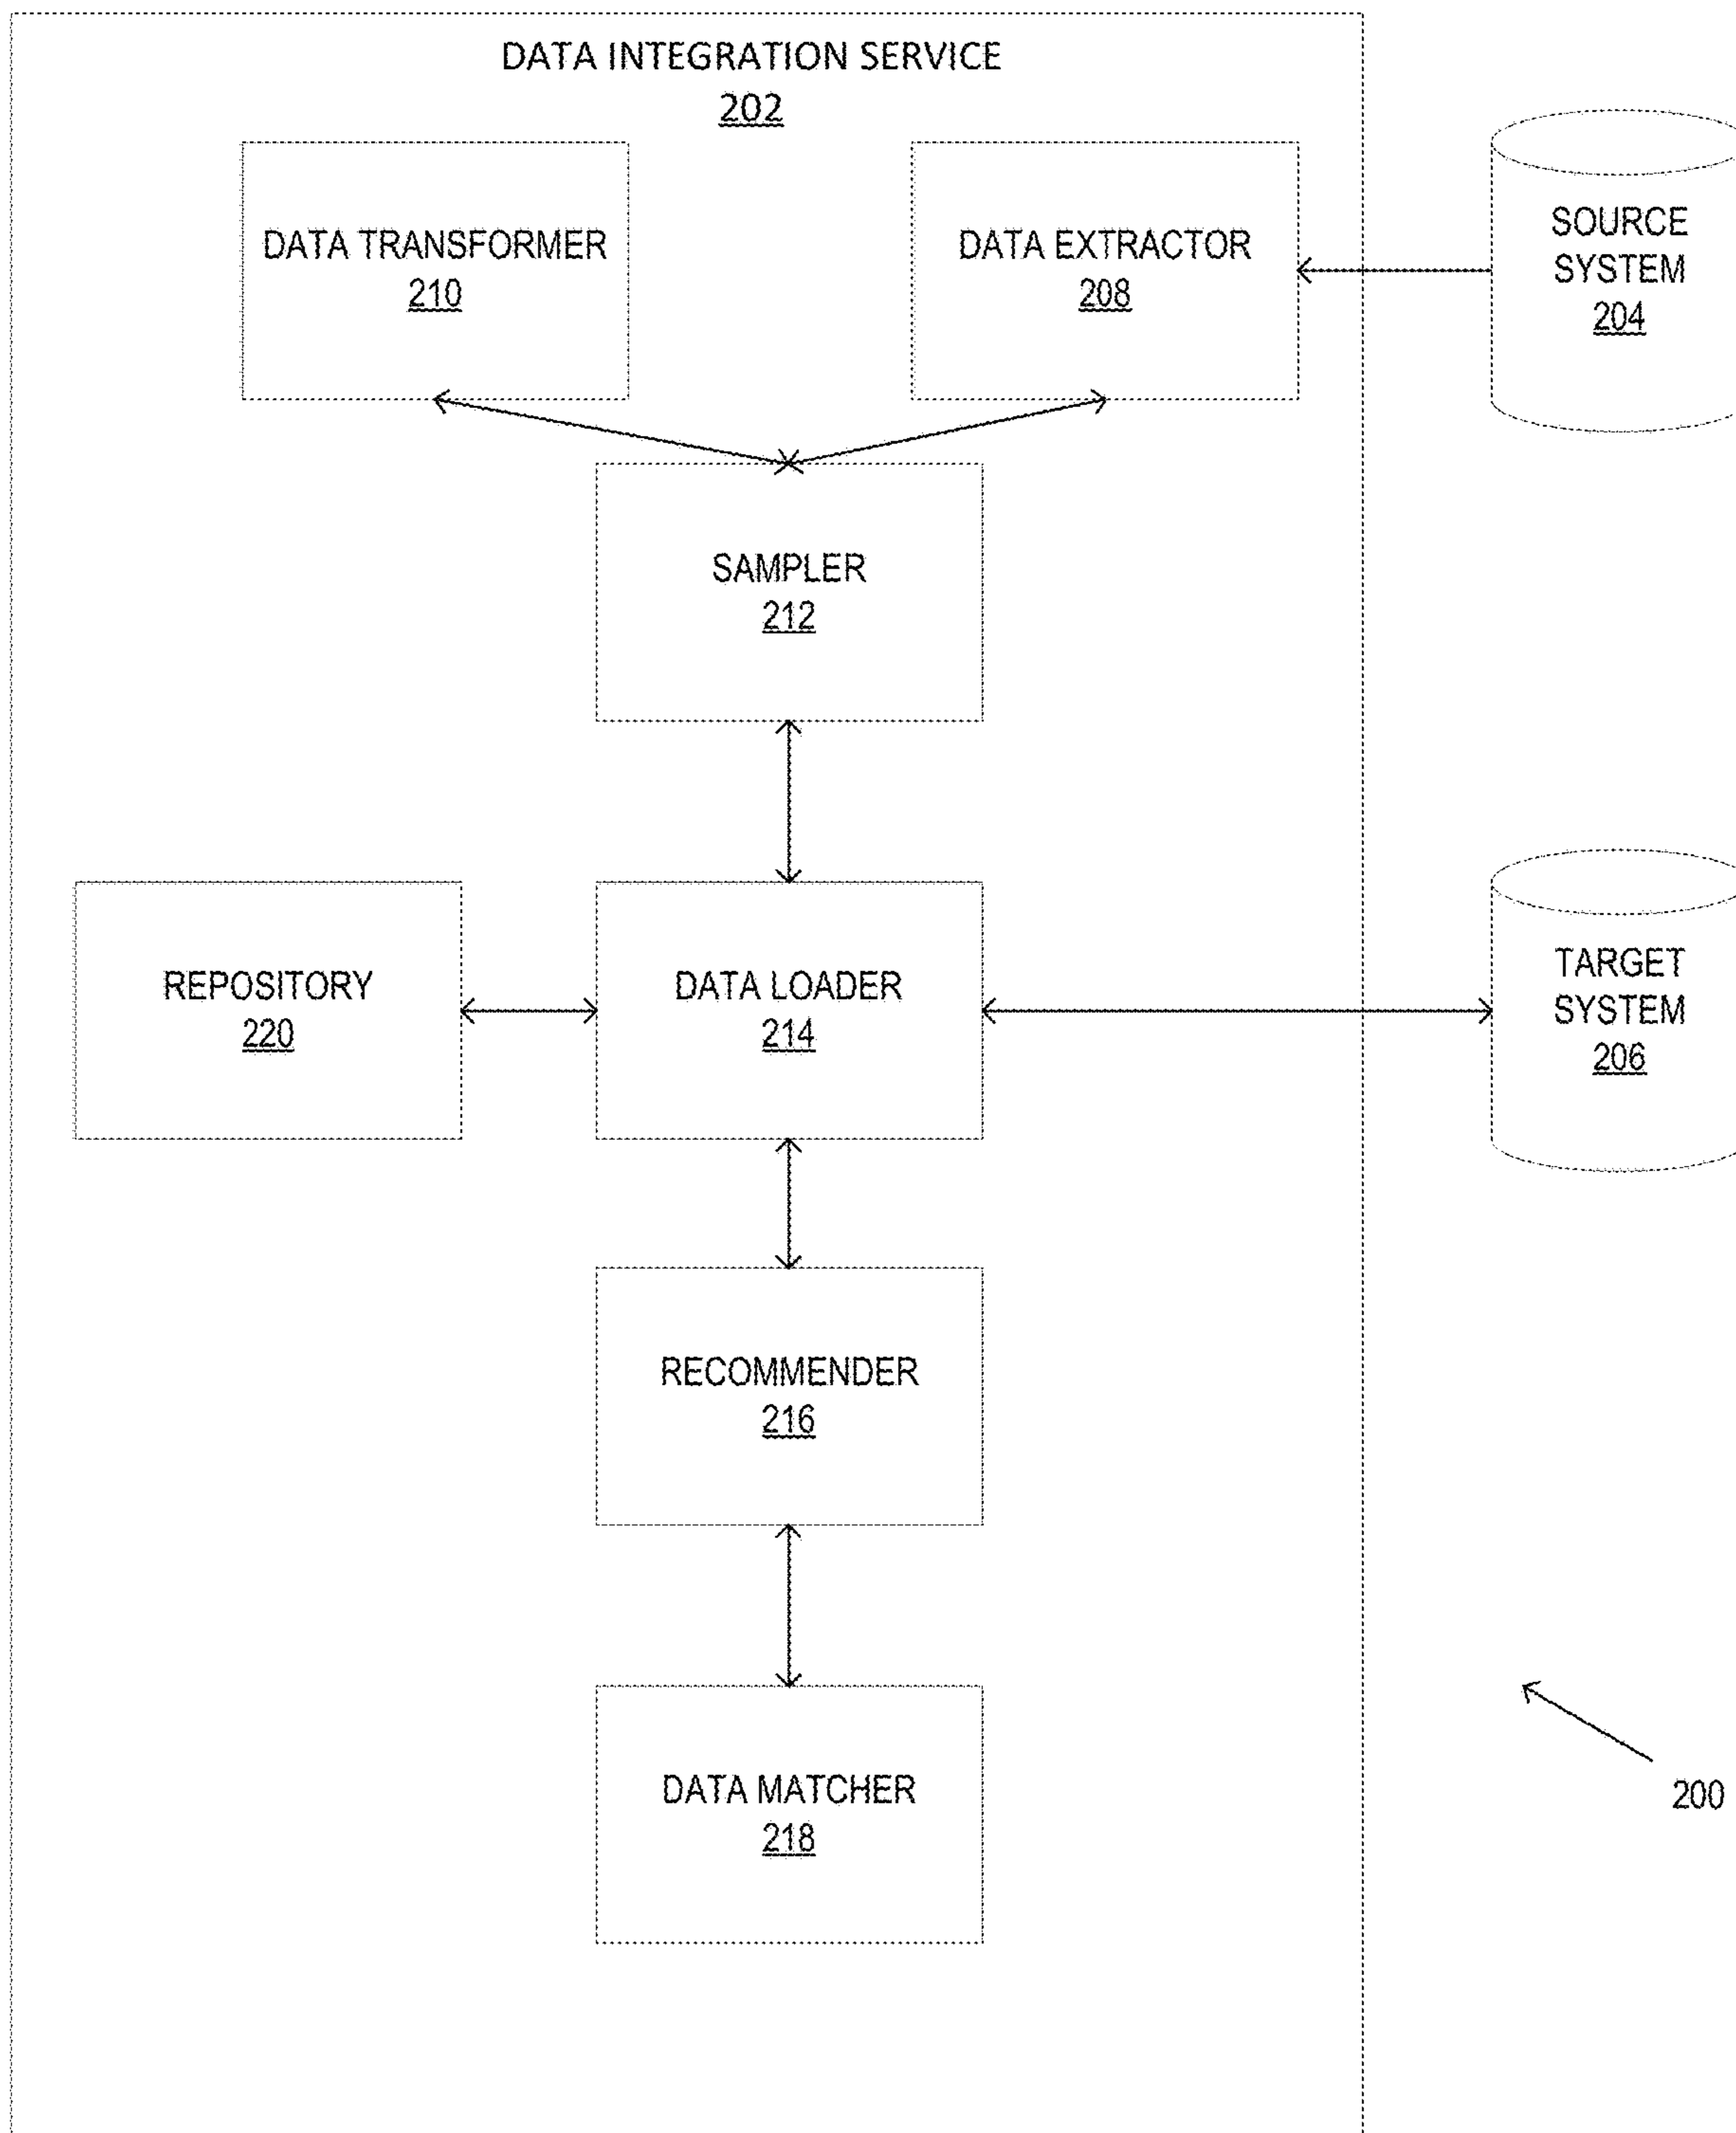 DATA INTEGRATION SERVICE
202
DATA TRANSFORMER
210
DATA EXTRACTOR
208
SOURCE
SYSTEM
204
SAMPLER
212
REPOSITORY
220
DATA LOADER
214
TARGET
SYSTEM
206
RECOMMENDER
216
DATA MATCHER
218
200